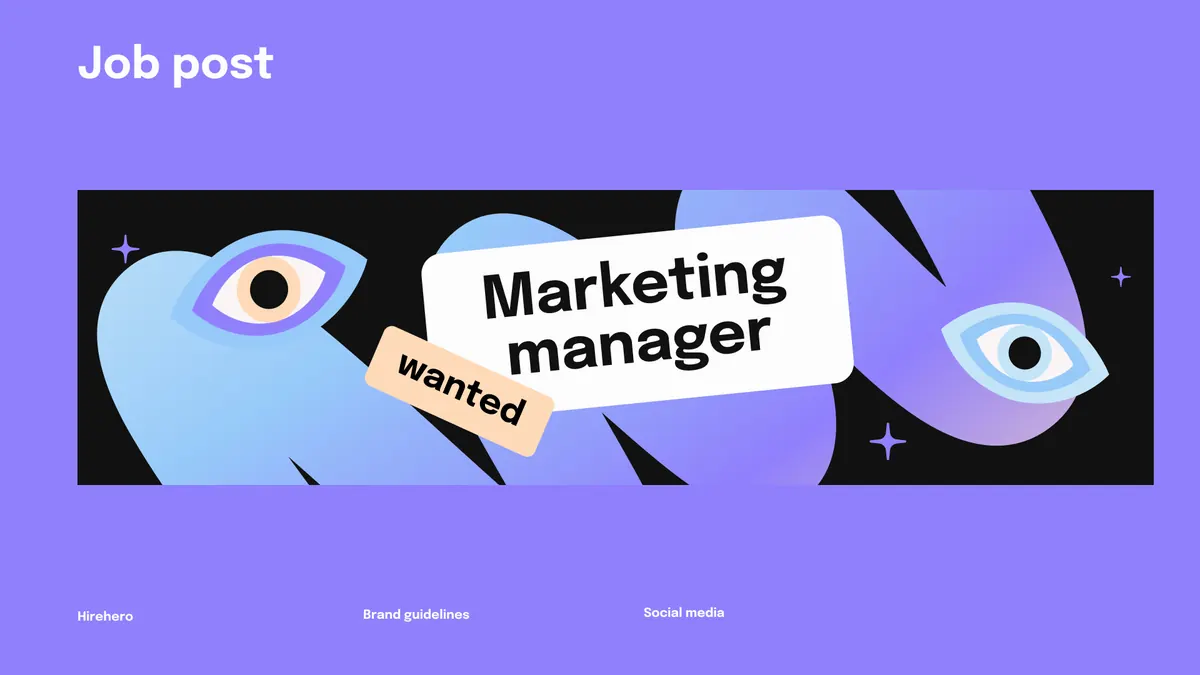 Job post
Marketing
manager
wanted
Hirehero
Brand guidelines
Social media